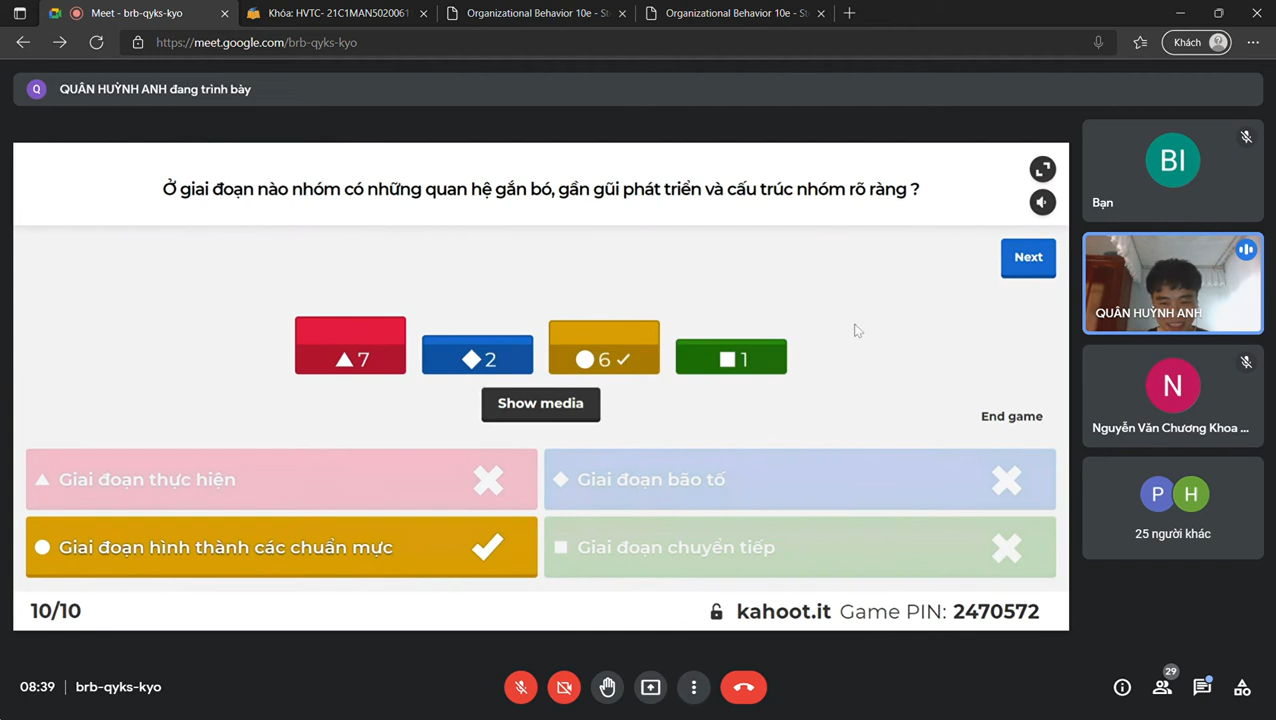 Meet - brb-qyks-kyo
Khóa: HVTC- 21C1MAN5020061
Organizational Behavior 10e - St
Organizational Behavior 10e - St
https://meet.google.com/brb-qyks-kyo
Khách
Q
QUÂN HUỲNH ANH đang trình bày
Ở giai đoạn nào nhóm có những quan hệ gắn bó, gần gũi phát triển và cấu trúc nhóm rõ ràng ?
Next
7
2
6
1
Show media
End game
Giai đoạn thực hiện
Giai đoạn bão tố
Giai đoạn hình thành các chuẩn mực
Giai đoạn chuyển tiếp
10/10
kahoot.it Game PIN: 2470572
BI
Bạn
QUÂN HUỲNH ANH
N
Nguyễn Văn Chương Khoa ...
P H
25 người khác
08:39 | brb-qyks-kyo
29